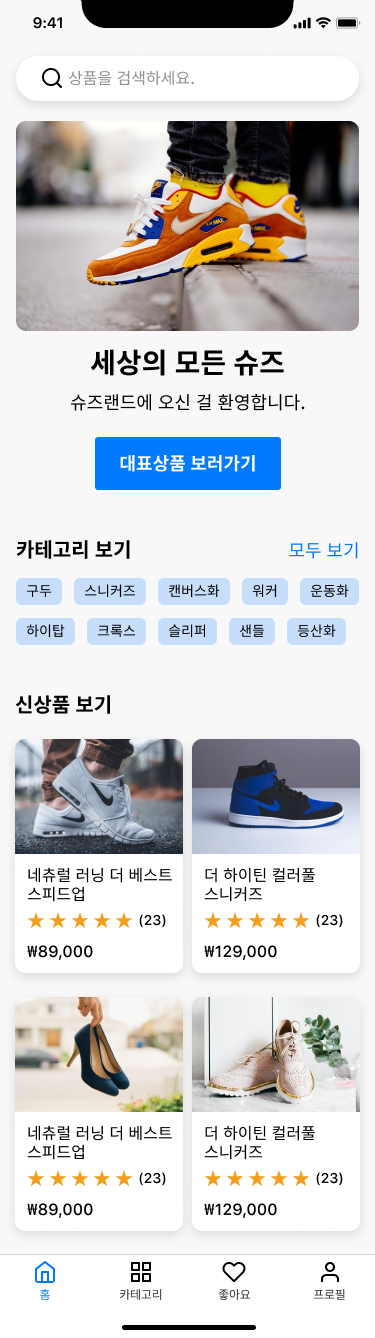 9:41
상품을 검색하세요.
세상의 모든 슈즈
슈즈랜드에 오신 걸 환영합니다.
대표상품 보러가기
카테고리 보기 모두 보기
구두 스니커즈 캔버스화 워커 운동화
하이탑 크록스 슬리퍼 샌들 등산화
신상품 보기
네츄럴 러닝 더 베스트
스피드업
(23)
₩89,000
더 하이틴 컬러풀
스니커즈
(23)
₩129,000
네츄럴 러닝 더 베스트
스피드업
(23)
₩89,000
더 하이틴 컬러풀
스니커즈
(23)
₩129,000
홈 카테고리 좋아요 프로필